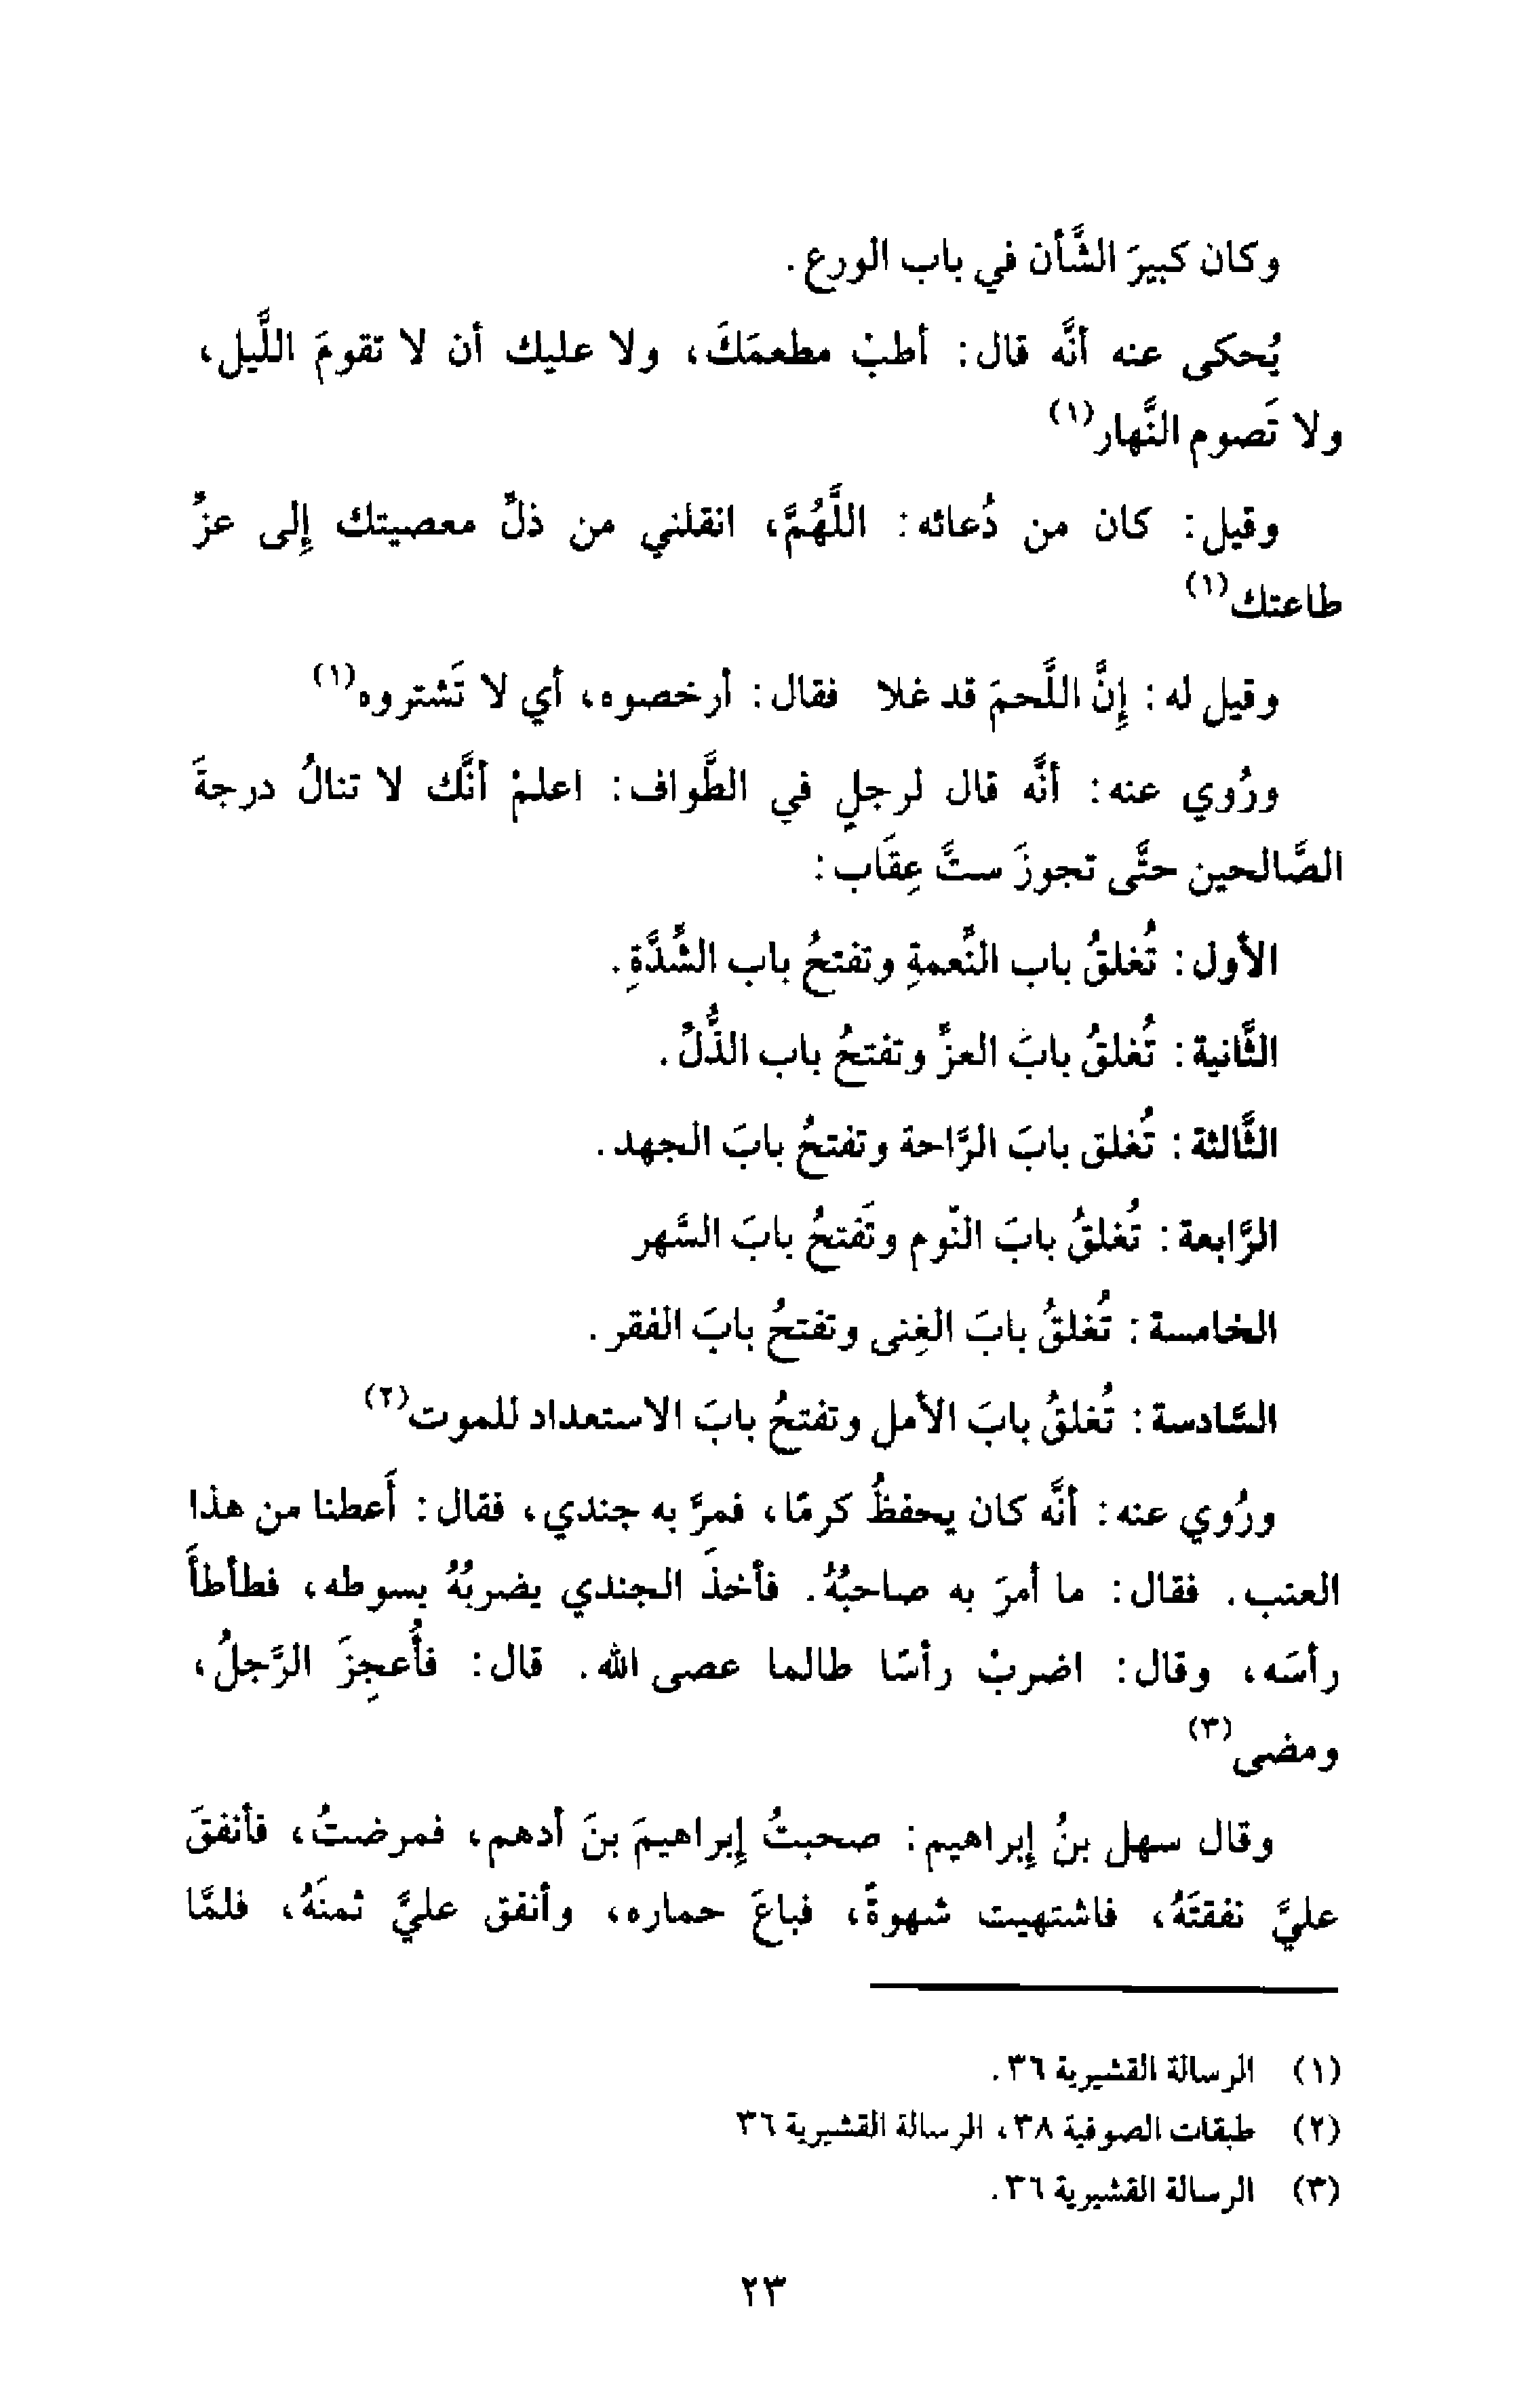 وكان كبيرَ الشَّأن في باب الورع.
يُحكى عنه أنَّه قال: أطبْ مطعمَكَ، ولا عليك أن لا تقومَ اللَّيل،
ولا تَصوم النَّهار(١)
وقيل: كان من دُعائه: اللَّهُمَّ، انقلني من ذلِّ معصيتك إلى عزِّ
طاعتك(١)
وقيل له: إنَّ اللَّحمَ قد غلا فقال: أرخصوه، أي لا تَشتروه(١)
ورُوي عنه: أنَّه قال لرجلٍ في الطَّواف: اعلمْ أنَّك لا تنالُ درجةَ
الصَّالحين حتَّى تجوزَ ستَّ عِقَاب:
الأول: تُغلقُ باب النِّعمةِ وتفتحُ باب الشِّدَّةِ.
الثَّانية: تُغلقُ بابَ العزِّ وتفتحُ باب الذُّلِّ.
الثَّالثة: تُغلق بابَ الرَّاحة وتفتحُ بابَ الجهد.
الرَّابعة: تُغلقُ بابَ النّوم وتَفتحُ بابَ السَّهر
الخامسة: تُغلقُ بابَ الغِنى وتفتحُ بابَ الفقر.
السَّادسة: تُغلقُ بابَ الأمل وتفتحُ بابَ الاستعداد للموت(٢)
ورُوي عنه: أنَّه كان يحفظُ كرمًا، فمرَّ به جندي، فقال: أَعطنا من هذا
العنب. فقال: ما أمرَ به صاحبُهُ. فأخذَ الجندي يضربُهُ بسوطه، فطأطأَ
رأسَه، وقال: اضربْ رأسًا طالما عصى الله. قال: فأُعجِزَ الرَّجلُ،
ومضى(٣)
وقال سهل بنُ إبراهيم: صحبتُ إبراهيمَ بنَ أدهم، فمرضتُ، فأنفقَ
عليَّ نفقتَهُ، فاشتهيت شهوةً، فباعَ حماره، وأنفق عليَّ ثمنَهُ، فلمَّا
(١) الرسالة القشيرية ٣٦.
(٢) طبقات الصوفية ٣٨، الرسالة القشيرية ٣٦
(٣) الرسالة القشيرية ٣٦.
٢٣